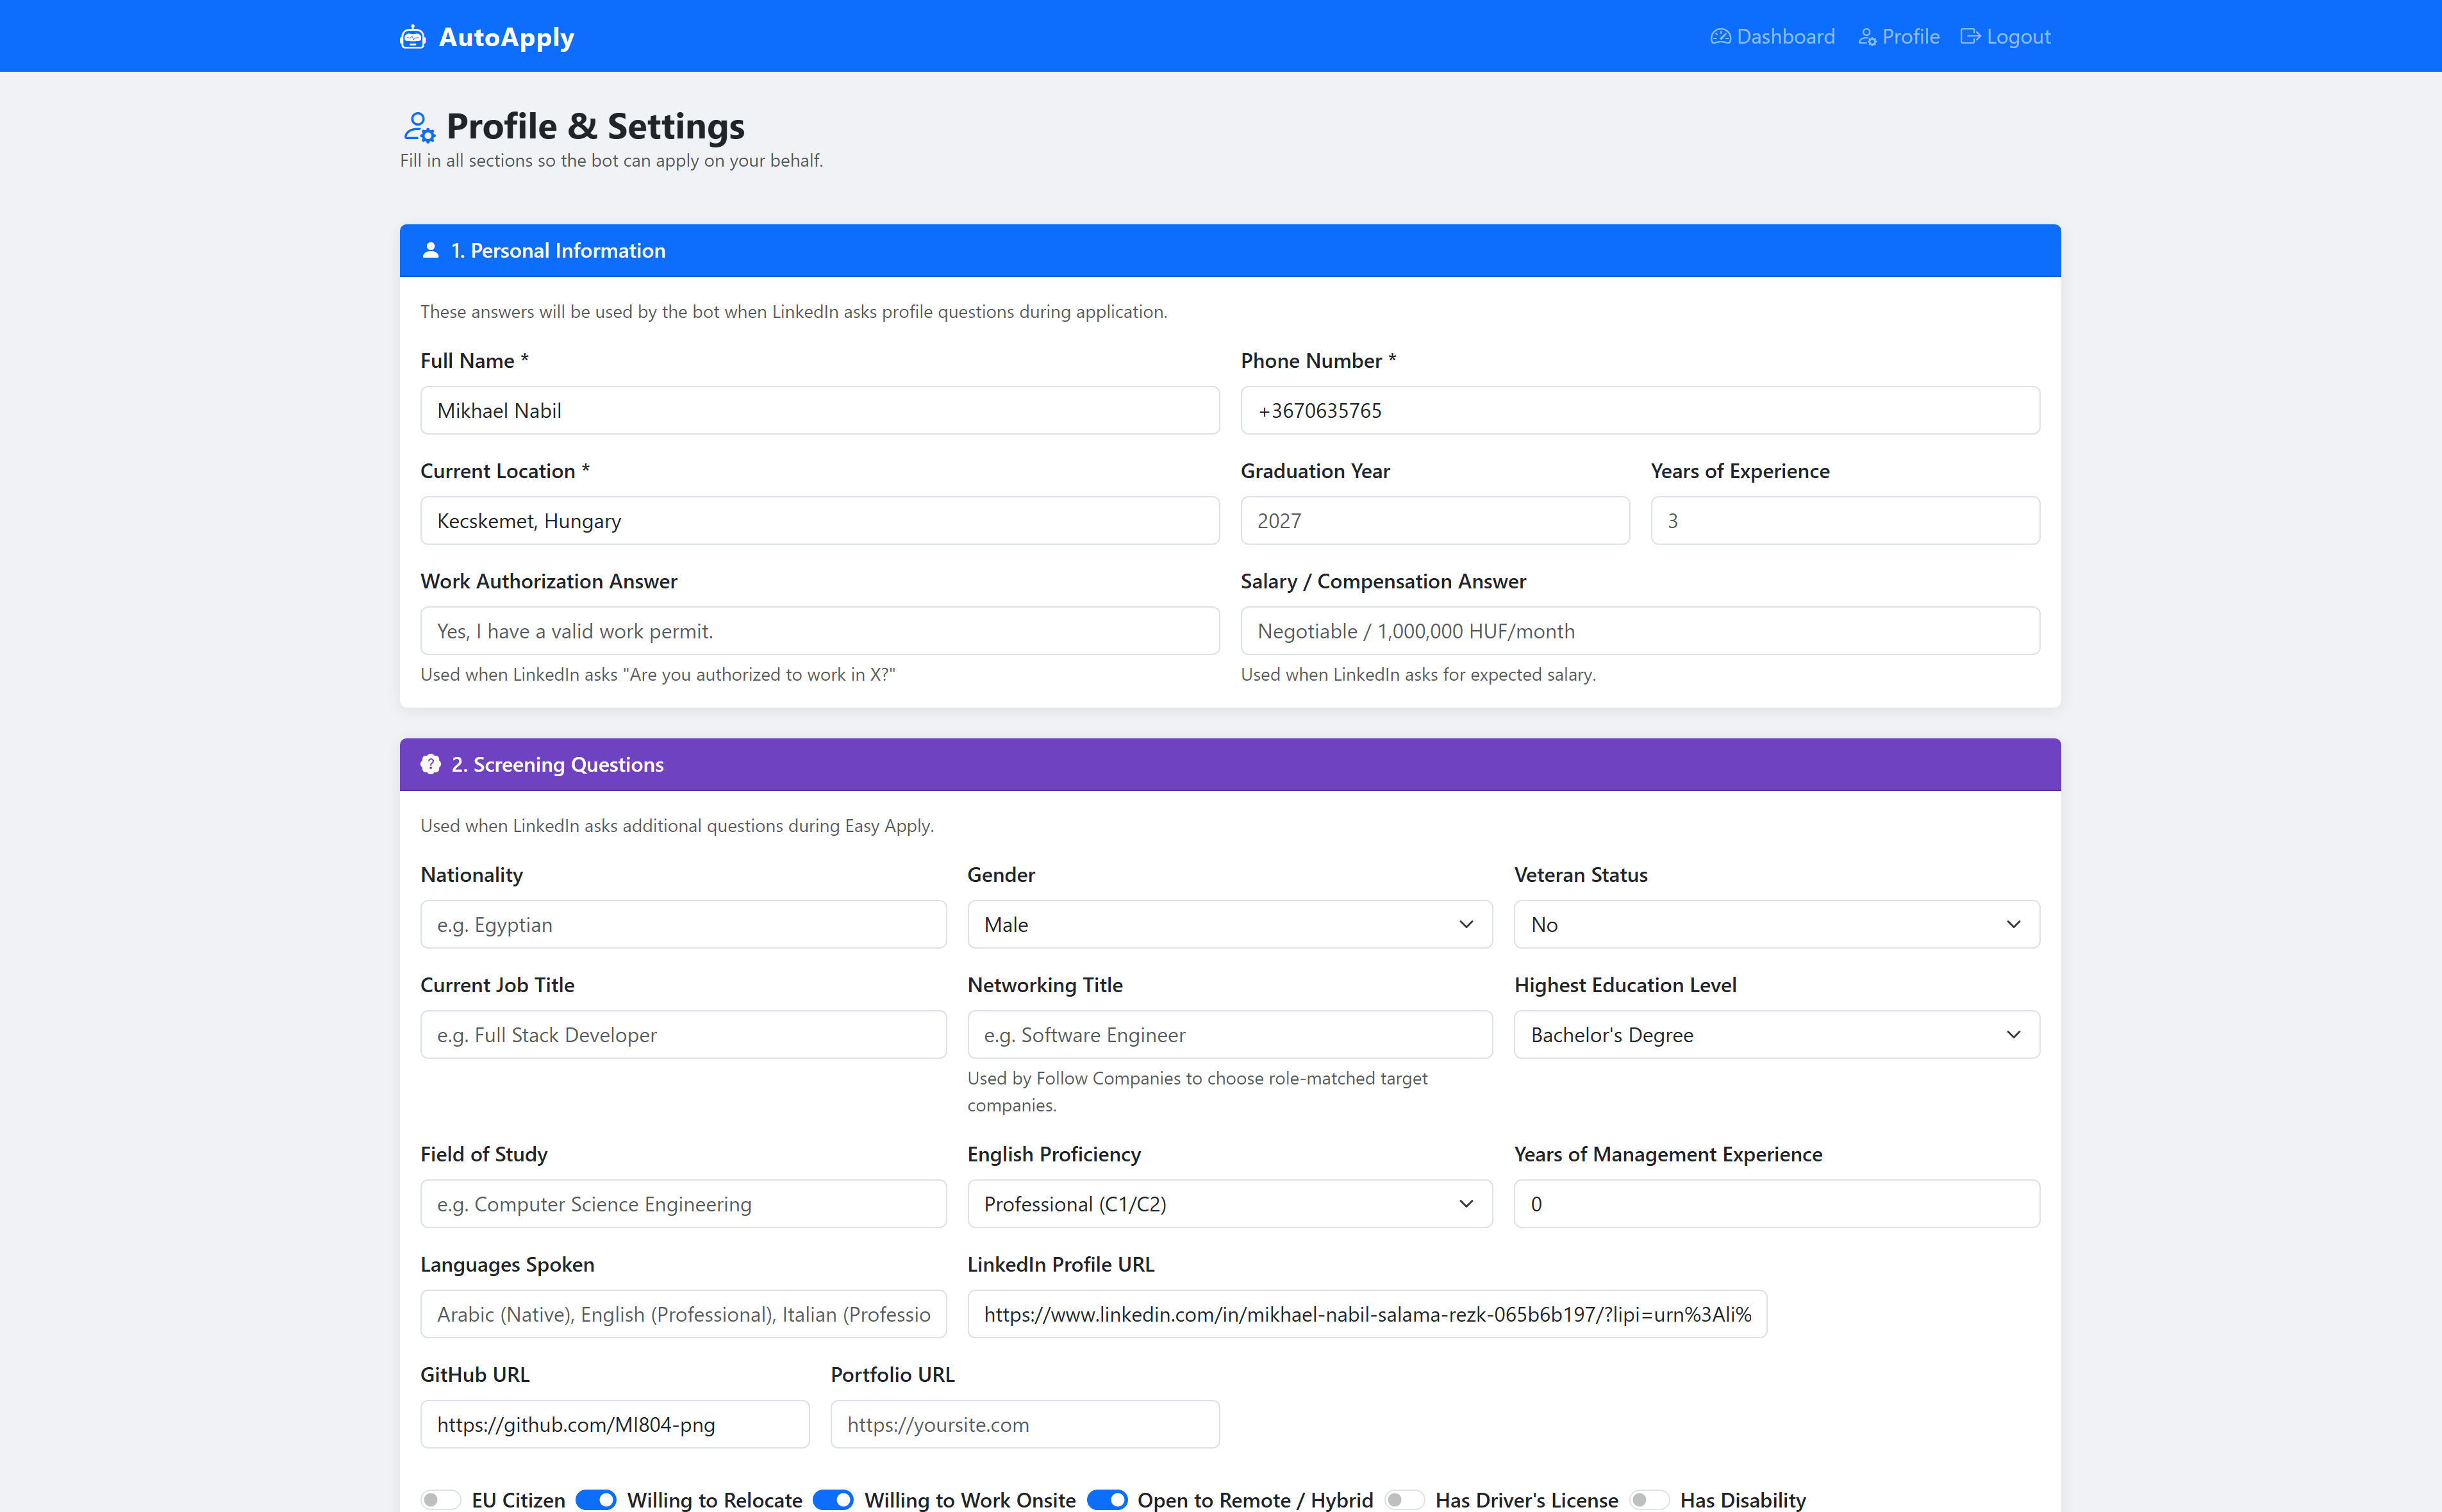 AutoApply
Dashboard Profile Logout
Profile & Settings
Fill in all sections so the bot can apply on your behalf.
1. Personal Information
These answers will be used by the bot when LinkedIn asks profile questions during application.
Full Name * Phone Number *
Mikhael Nabil +3670635765
Current Location * Graduation Year Years of Experience
Kecskemet, Hungary 2027 3
Work Authorization Answer Salary / Compensation Answer
Yes, I have a valid work permit. Negotiable / 1,000,000 HUF/month
Used when LinkedIn asks "Are you authorized to work in X?" Used when LinkedIn asks for expected salary.
2. Screening Questions
Used when LinkedIn asks additional questions during Easy Apply.
Nationality Gender Veteran Status
e.g. Egyptian Male No
Current Job Title Networking Title Highest Education Level
e.g. Full Stack Developer e.g. Software Engineer Bachelor's Degree
Used by Follow Companies to choose role-matched target
companies.
Field of Study English Proficiency Years of Management Experience
e.g. Computer Science Engineering Professional (C1/C2) 0
Languages Spoken LinkedIn Profile URL
Arabic (Native), English (Professional), Italian (Professio https://www.linkedin.com/in/mikhael-nabil-salama-rezk-065b6b197/?lipi=urn%3Ali%
GitHub URL Portfolio URL
https://github.com/MI804-png https://yoursite.com
EU Citizen Willing to Relocate Willing to Work Onsite Open to Remote / Hybrid Has Driver's License Has Disability